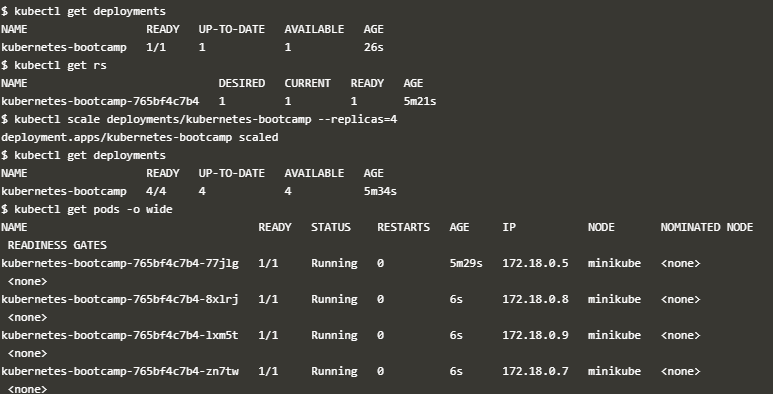 $ kubectl get deployments
NAME READY UP-TO-DATE AVAILABLE AGE
kubernetes-bootcamp 1/1 1 1 26s
$ kubectl get rs
NAME DESIRED CURRENT READY AGE
kubernetes-bootcamp-765bf4c7b4 1 1 1 5m21s
$ kubectl scale deployments/kubernetes-bootcamp --replicas=4
deployment.apps/kubernetes-bootcamp scaled
$ kubectl get deployments
NAME READY UP-TO-DATE AVAILABLE AGE
kubernetes-bootcamp 4/4 4 4 5m34s
$ kubectl get pods -o wide
NAME READY STATUS RESTARTS AGE IP NODE NOMINATED NODE
READINESS GATES
kubernetes-bootcamp-765bf4c7b4-77jlg 1/1 Running 0 5m29s 172.18.0.5 minikube <none>
<none>
kubernetes-bootcamp-765bf4c7b4-8xlrj 1/1 Running 0 6s 172.18.0.8 minikube <none>
<none>
kubernetes-bootcamp-765bf4c7b4-lxm5t 1/1 Running 0 6s 172.18.0.9 minikube <none>
<none>
kubernetes-bootcamp-765bf4c7b4-zn7tw 1/1 Running 0 6s 172.18.0.7 minikube <none>
<none>